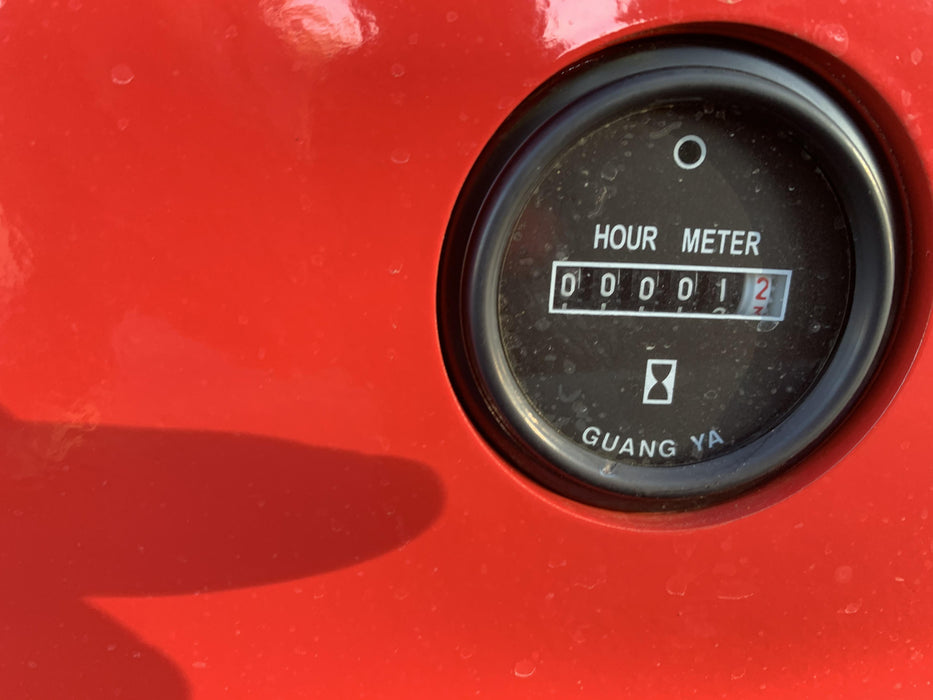 HOUR METER
000012
GUANG YA